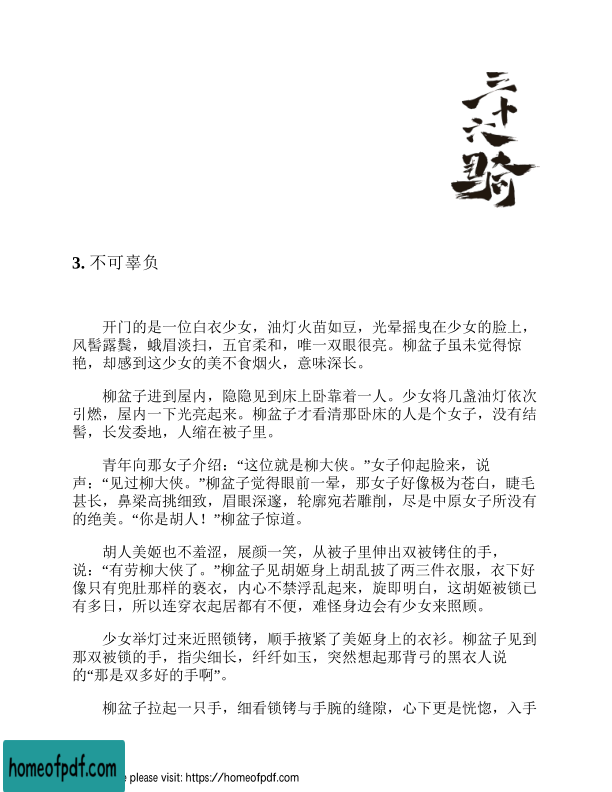 三十六骑
3. 不可辜负
开门的是一位白衣少女，油灯火苗如豆，光晕摇曳在少女的脸上，
风髻露鬓，蛾眉淡扫，五官柔和，唯一双眼很亮。柳盆子虽未觉得惊
艳，却感到这少女的美不食烟火，意味深长。
柳盆子进到屋内，隐隐见到床上卧靠着一人。少女将几盏油灯依次
引燃，屋内一下光亮起来。柳盆子才看清那卧床的人是个女子，没有结
髻，长发委地，人缩在被子里。
青年向那女子介绍：“这位就是柳大侠。”女子仰起脸来，说
声：“见过柳大侠。”柳盆子觉得眼前一晕，那女子好像极为苍白，睫毛
甚长，鼻梁高挑细致，眉眼深邃，轮廓宛若雕削，尽是中原女子所没有
的绝美。“你是胡人！”柳盆子惊道。
胡人美姬也不羞涩，展颜一笑，从被子里伸出双被铐住的手，
说：“有劳柳大侠了。”柳盆子见胡姬身上胡乱披了两三件衣服，衣下好
像只有兜肚那样的亵衣，内心不禁浮乱起来，旋即明白，这胡姬被锁已
有多日，所以连穿衣起居都有不便，难怪身边会有少女来照顾。
少女举灯过来近照锁铐，顺手掖紧了美姬身上的衣衫。柳盆子见到
那双被锁的手，指尖细长，纤纤如玉，突然想起那背弓的黑衣人说
的“那是双多好的手啊”。
柳盆子拉起一只手，细看锁铐与手腕的缝隙，心下更是恍惚，入手
homeofpdf.com
e please visit: https://homeofpdf.com